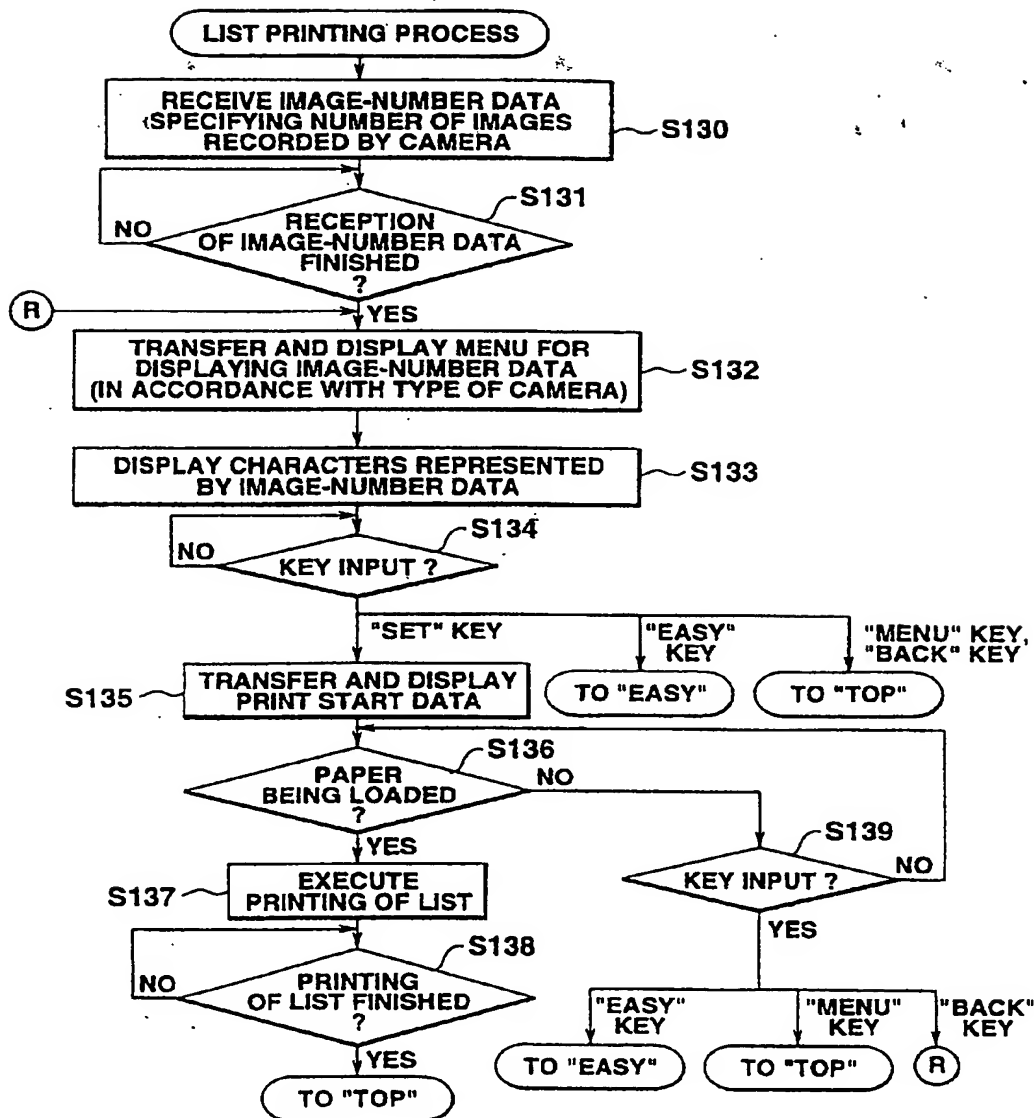 LIST PRINTING PROCESS
RECEIVE IMAGE-NUMBER DATA
(SPECIFYING NUMBER OF IMAGES
RECORDED BY CAMERA
S130
S131
NO
RECEPTION
OF IMAGE-NUMBER DATA
FINISHED
?
R
YES
TRANSFER AND DISPLAY MENU FOR
DISPLAYING IMAGE-NUMBER DATA
(IN ACCORDANCE WITH TYPE OF CAMERA)
S132
DISPLAY CHARACTERS REPRESENTED
BY IMAGE-NUMBER DATA
S133
S134
NO
KEY INPUT ?
"SET" KEY
"EASY"
KEY
"MENU" KEY,
"BACK" KEY
S135
TRANSFER AND DISPLAY
PRINT START DATA
TO "EASY"
TO "TOP"
S136
PAPER
BEING LOADED
?
NO
YES
S139
KEY INPUT ?
NO
S137
EXECUTE
PRINTING OF LIST
YES
S138
NO
PRINTING
OF LIST FINISHED
?
"EASY"
KEY
"MENU"
KEY
"BACK"
KEY
YES
TO "EASY"
TO "TOP"
R
TO "TOP"